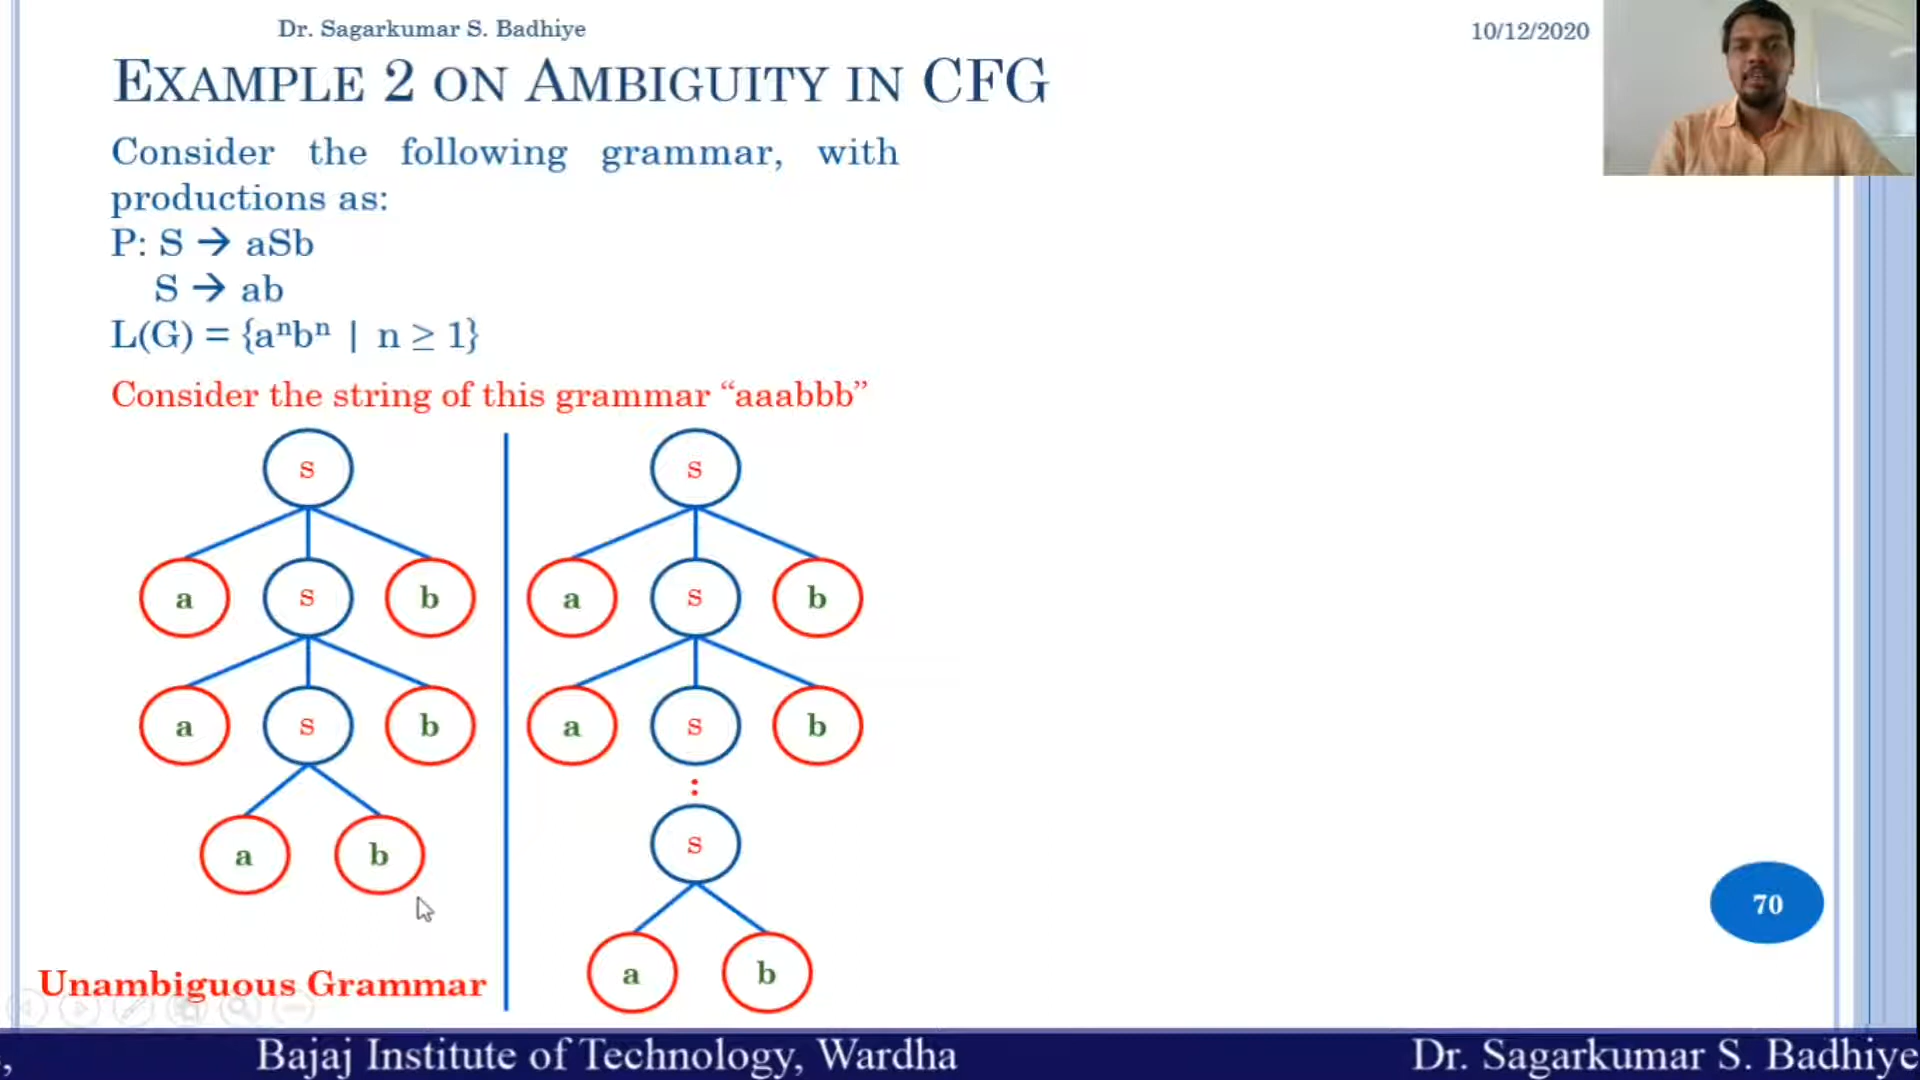 Dr. Sagarkumar S. Badhiye
10/12/2020
EXAMPLE 2 ON AMBIGUITY IN CFG
Consider the following grammar, with
productions as:
P: S → aSb
S → ab
L(G) = {aⁿbⁿ | n ≥ 1}
Consider the string of this grammar “aaabbb”
S
S
a S b
a S b
a S b
a S b
:
S
a b
a b
70
Unambiguous Grammar
Bajaj Institute of Technology, Wardha
Dr. Sagarkumar S. Badhiye